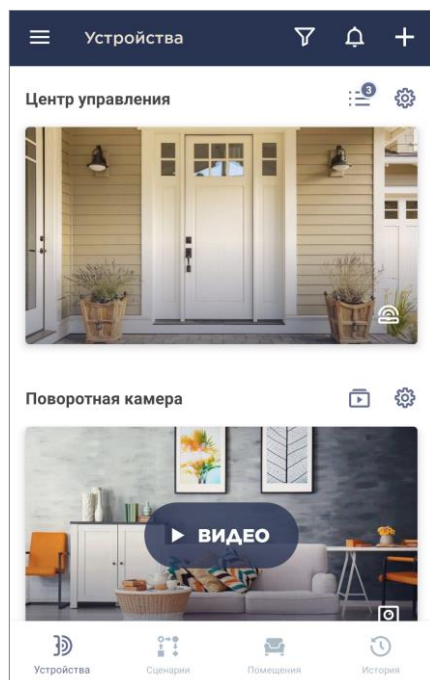 Устройства
Центр управления
3
Поворотная камера
ВИДЕО
Устройства
Сценарии
Помещения
История